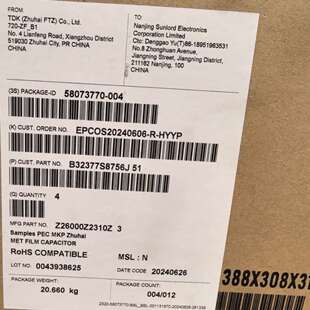 FROM:
TDK (Zhuhai FTZ) Co., Ltd.
720-ZF_B1
No. 4 Lianfeng Road, Xiangzhou District
519030 Zhuhai City PR CHINA
CHINA
TO:
Nanjing Sunlord Electronics
Corporation Limited
Ctc: Denggao Yu(T)86-18951983531
No.8 Zhonghuan Avenue,
Jiangning Street, Jiangning District,
211162 Nanjing, 100
CHINA
(3S) PACKAGE-ID 58073770-004
(K) CUST. ORDER NO. EPCOS20240606-R-HYYP
(P) CUST. PART NO. B32377S8756J 51
(Q) QUANTITY 4
MFG PART NO. Z26000Z2310Z 3
Samples PEC MKP Zhuhai
MET FILM CAPACITOR
RoHS COMPATIBLE MSL : N
LOT NO: 0043938625 DATE 20240626
PACKAGE WEIGHT: 20.660 kg
PACKAGE COUNT: 004/012
388X308X31